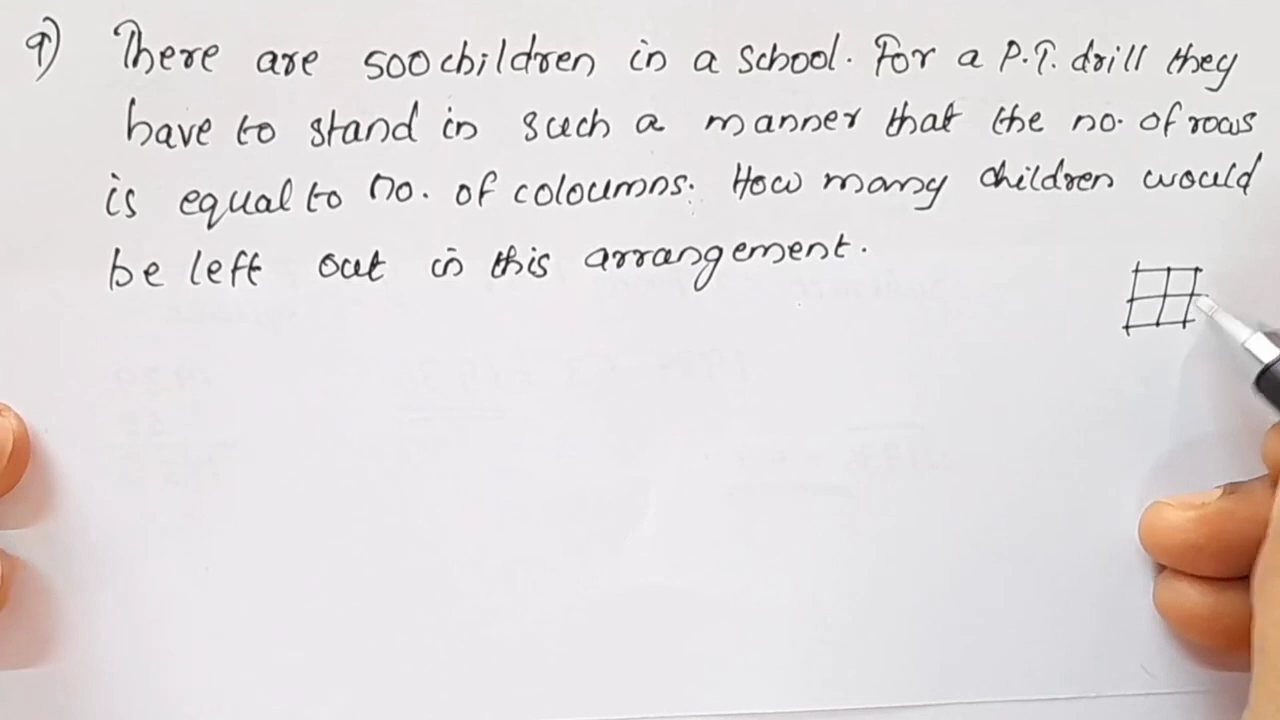 9) There are 500 children in a school. For a P.T. drill they
have to stand in such a manner that the no. of rows
is equal to no. of coloumns. How many children would
be left out in this arrangement.